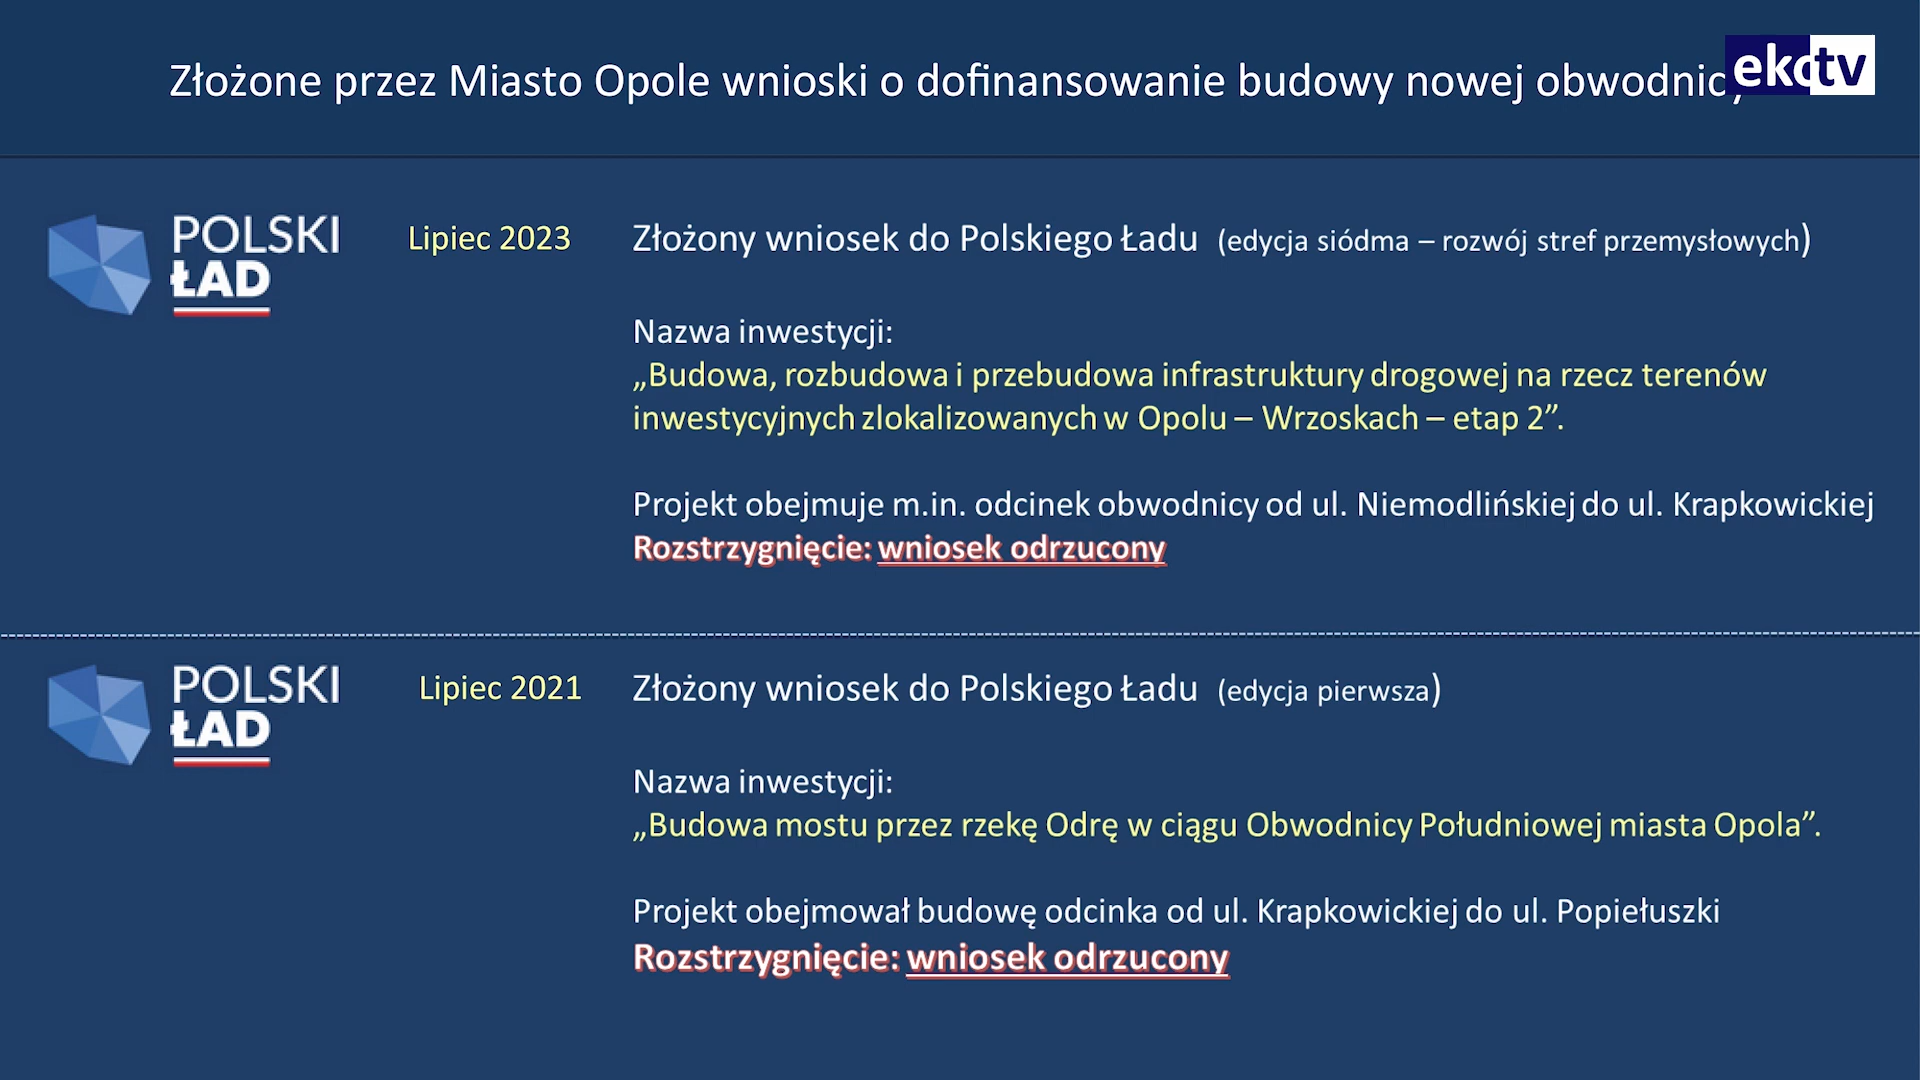 Złożone przez Miasto Opole wnioski o dofinansowanie budowy nowej obwodnicy
ekotv
POLSKI
ŁAD
Lipiec 2023
Złożony wniosek do Polskiego Ładu (edycja siódma – rozwój stref przemysłowych)
Nazwa inwestycji:
„Budowa, rozbudowa i przebudowa infrastruktury drogowej na rzecz terenów
inwestycyjnych zlokalizowanych w Opolu – Wrzoskach – etap 2”.
Projekt obejmuje m.in. odcinek obwodnicy od ul. Niemodlińskiej do ul. Krapkowickiej
Rozstrzygnięcie: wniosek odrzucony
POLSKI
ŁAD
Lipiec 2021
Złożony wniosek do Polskiego Ładu (edycja pierwsza)
Nazwa inwestycji:
„Budowa mostu przez rzekę Odrę w ciągu Obwodnicy Południowej miasta Opola”.
Projekt obejmował budowę odcinka od ul. Krapkowickiej do ul. Popiełuszki
Rozstrzygnięcie: wniosek odrzucony